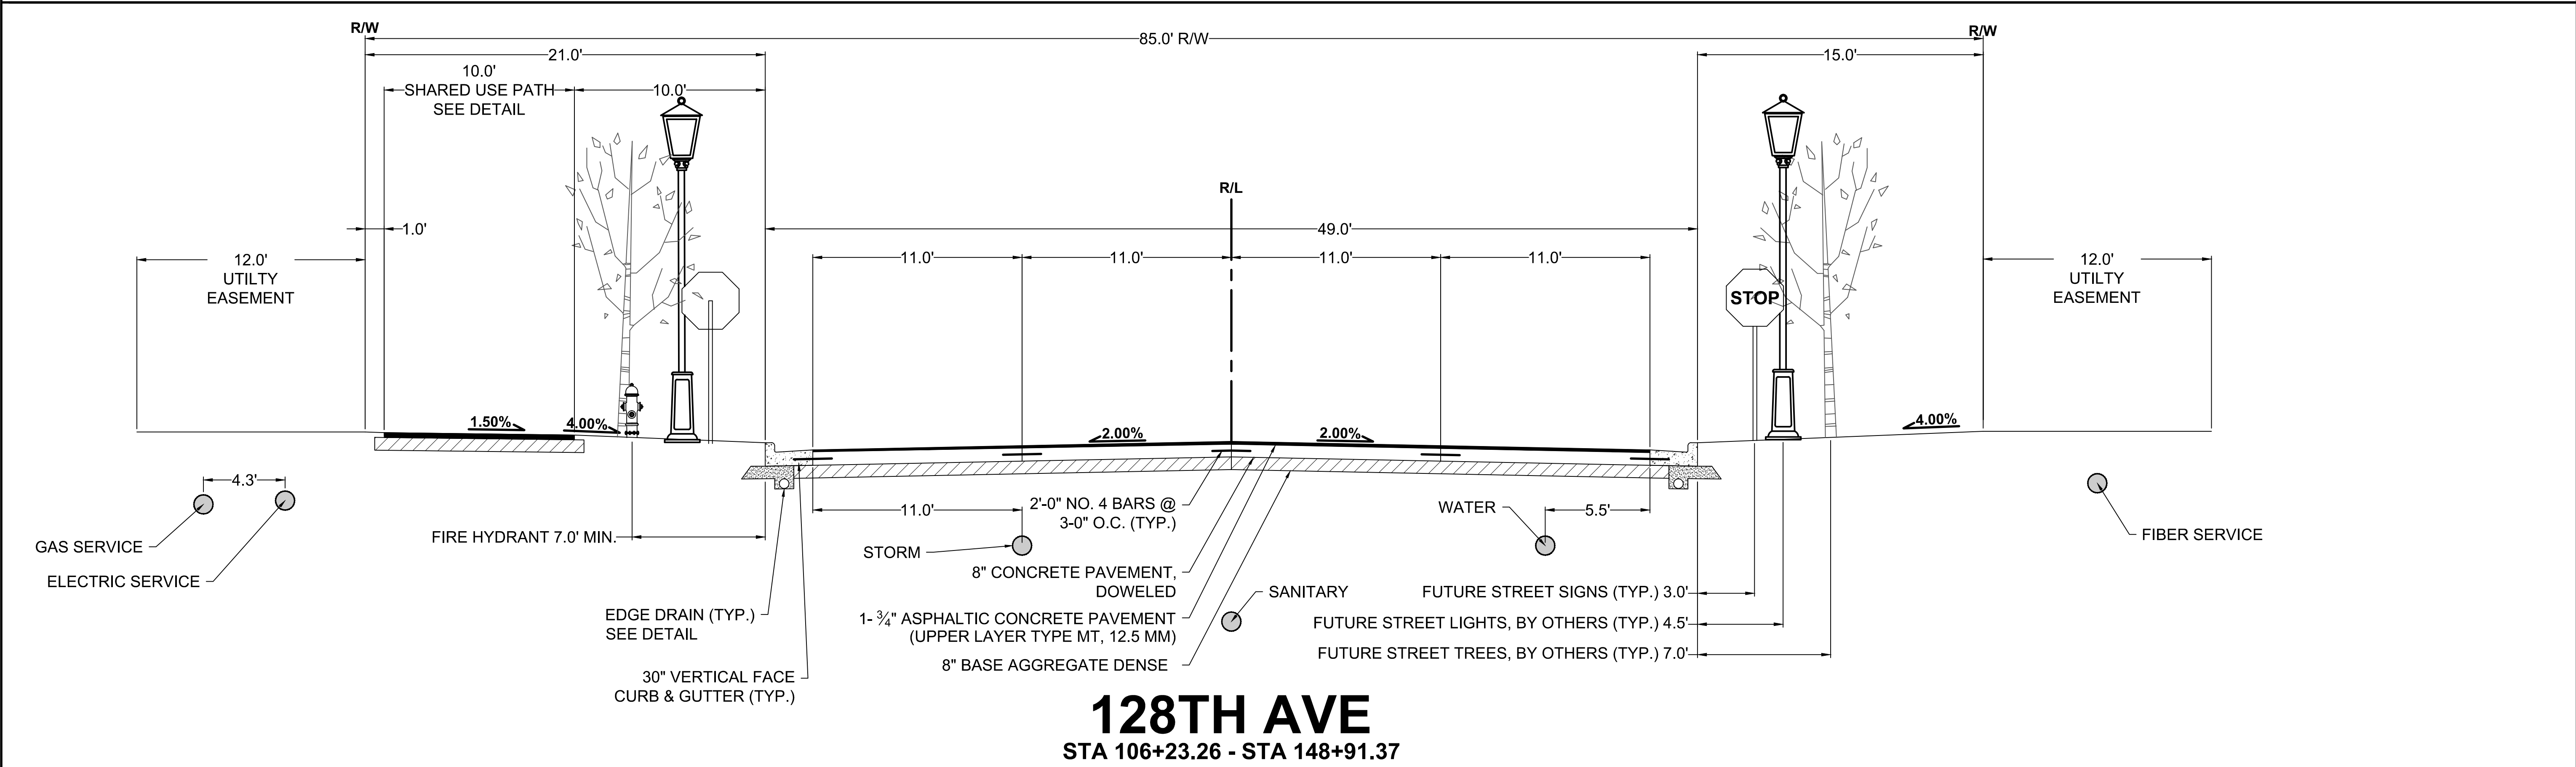 R/W
R/W
85.0' R/W
21.0'
15.0'
10.0'
SHARED USE PATH
SEE DETAIL
10.0'
R/L
1.0'
49.0'
12.0'
UTILTY
EASEMENT
11.0'
11.0'
11.0'
11.0'
12.0'
UTILTY
EASEMENT
STOP
1.50%
4.00%
2.00%
2.00%
4.00%
4.3'
11.0'
2'-0" NO. 4 BARS @
3-0" O.C. (TYP.)
WATER
5.5'
GAS SERVICE
FIRE HYDRANT 7.0' MIN.
STORM
FIBER SERVICE
ELECTRIC SERVICE
8" CONCRETE PAVEMENT,
DOWELED
SANITARY
FUTURE STREET SIGNS (TYP.) 3.0'
EDGE DRAIN (TYP.)
SEE DETAIL
1- ¾" ASPHALTIC CONCRETE PAVEMENT
(UPPER LAYER TYPE MT, 12.5 MM)
FUTURE STREET LIGHTS, BY OTHERS (TYP.) 4.5'
8" BASE AGGREGATE DENSE
FUTURE STREET TREES, BY OTHERS (TYP.) 7.0'
30" VERTICAL FACE
CURB & GUTTER (TYP.)
128TH AVE
STA 106+23.26 - STA 148+91.37